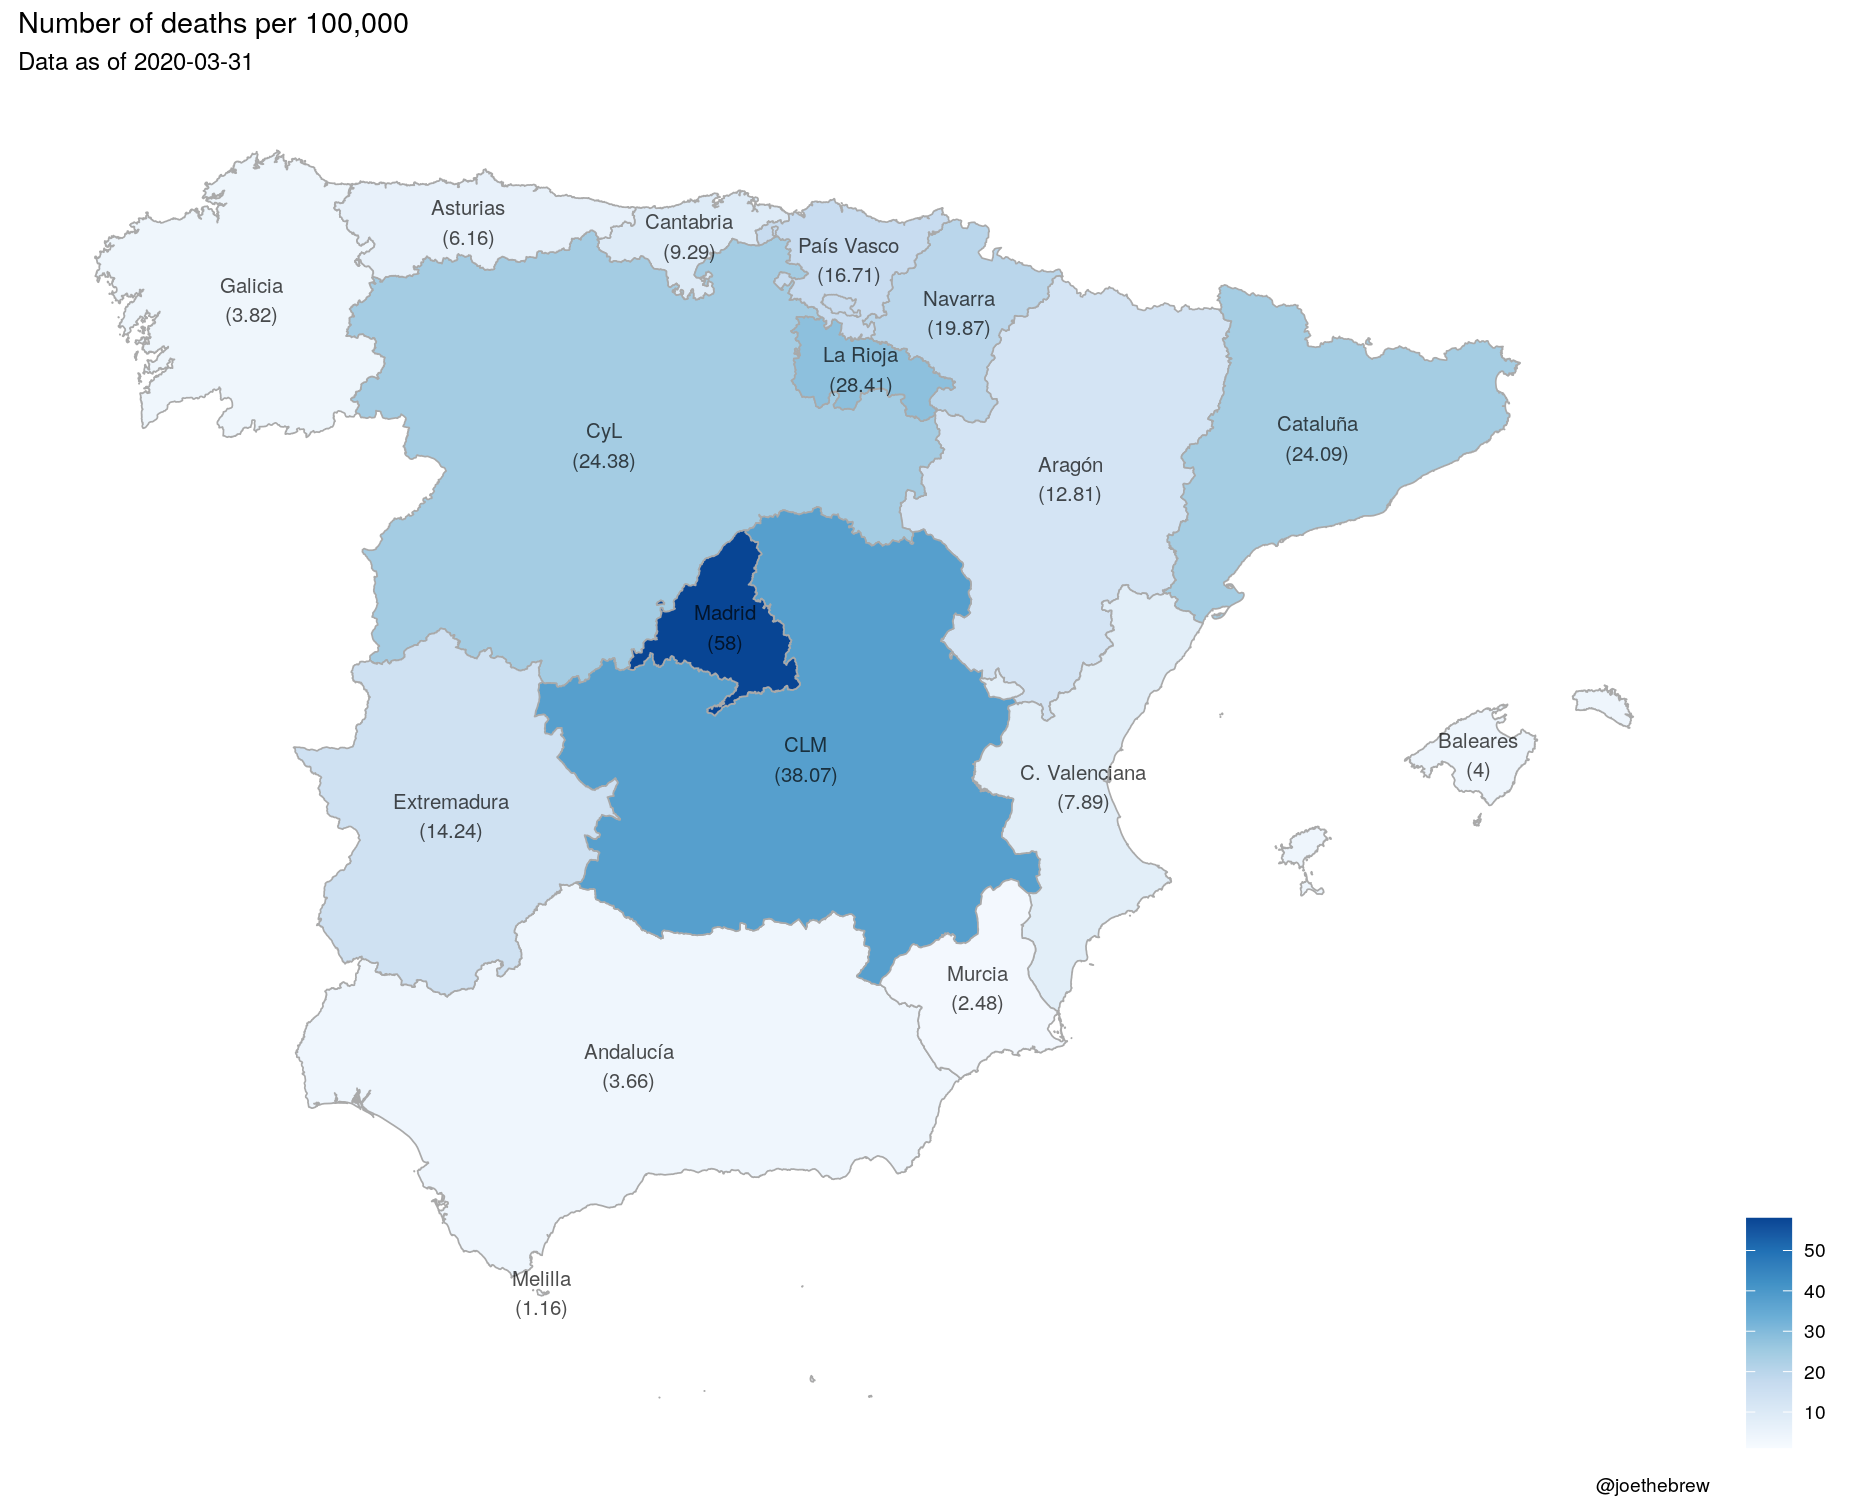 Number of deaths per 100,000
Data as of 2020-03-31
Asturias
(6.16)
Cantabria
(9.29)
País Vasco
(16.71)
Galicia
(3.82)
Navarra
(19.87)
La Rioja
(28.41)
CyL
(24.38)
Cataluña
(24.09)
Aragón
(12.81)
Madrid
(58)
CLM
(38.07)
Baleares
(4)
C. Valenciana
(7.89)
Extremadura
(14.24)
Murcia
(2.48)
Andalucía
(3.66)
Melilla
(1.16)
50
40
30
20
10
@joethebrew